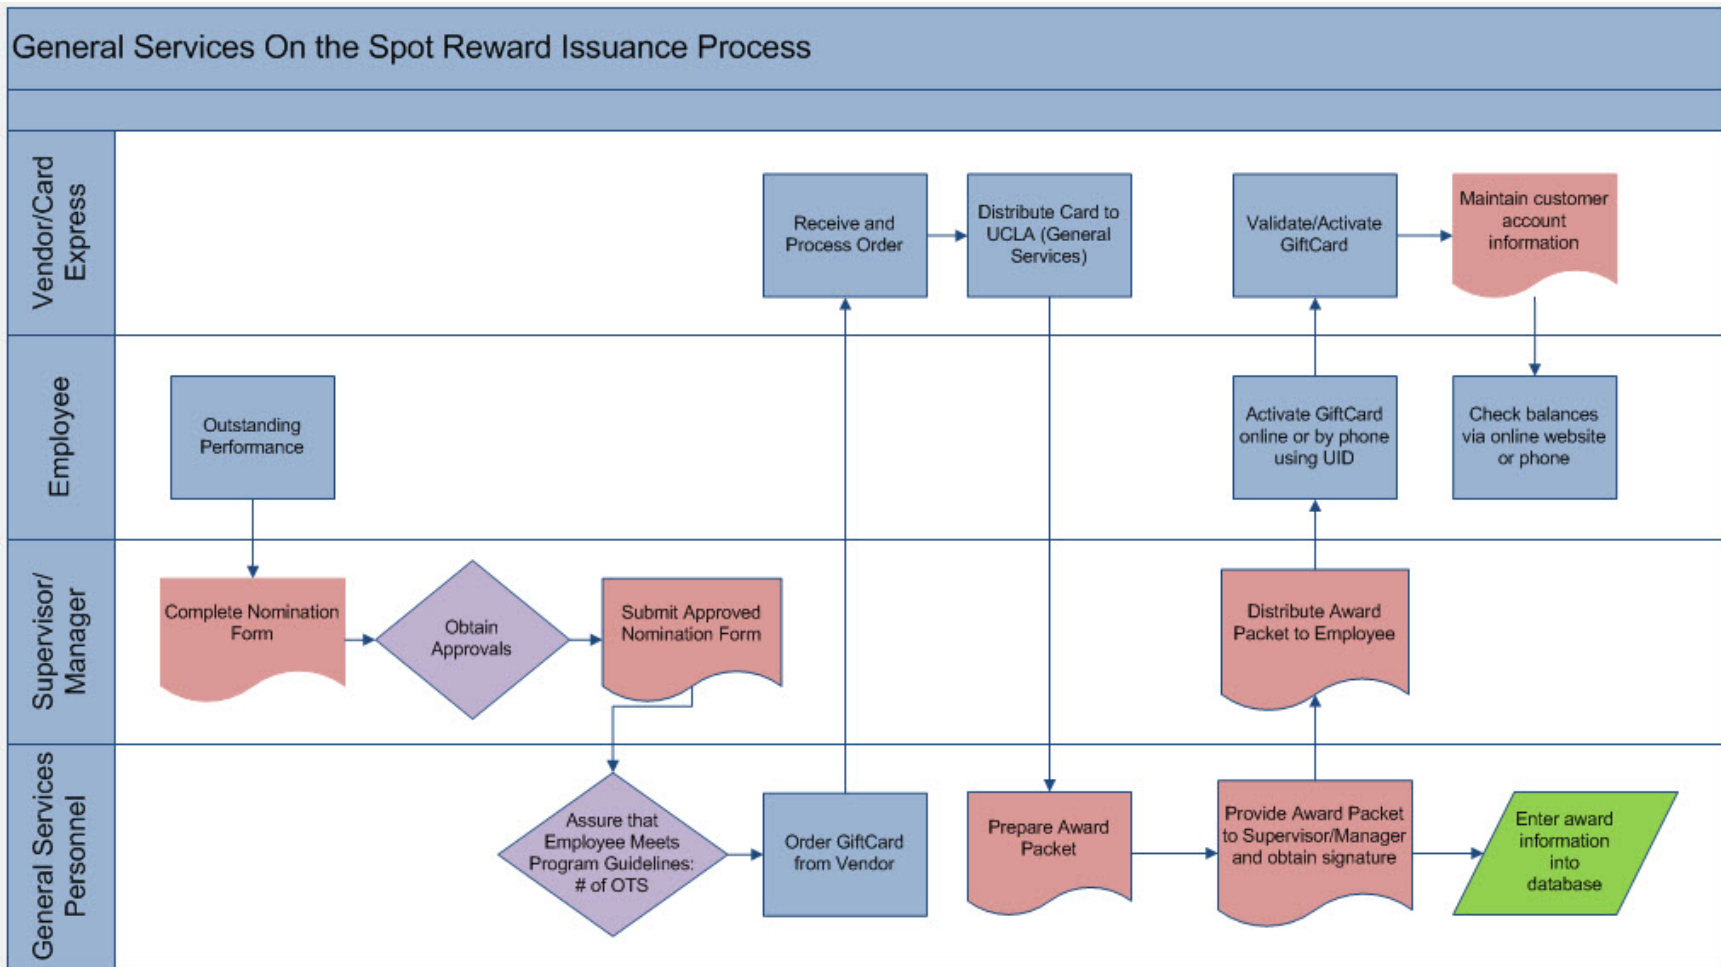 General Services On the Spot Reward Issuance Process
Vendor/Card
Express
Receive and
Process Order
Distribute Card to
UCLA (General
Services)
Validate/Activate
GiftCard
Maintain customer
account
information
Employee
Outstanding
Performance
Activate GiftCard
online or by phone
using UID
Check balances
via online website
or phone
Supervisor/
Manager
Complete Nomination
Form
Obtain
Approvals
Submit Approved
Nomination Form
Distribute Award
Packet to Employee
General Services
Personnel
Assure that
Employee Meets
Program Guidelines:
# of OTS
Order GiftCard
from Vendor
Prepare Award
Packet
Provide Award Packet
to Supervisor/Manager
and obtain signature
Enter award
information
into
database